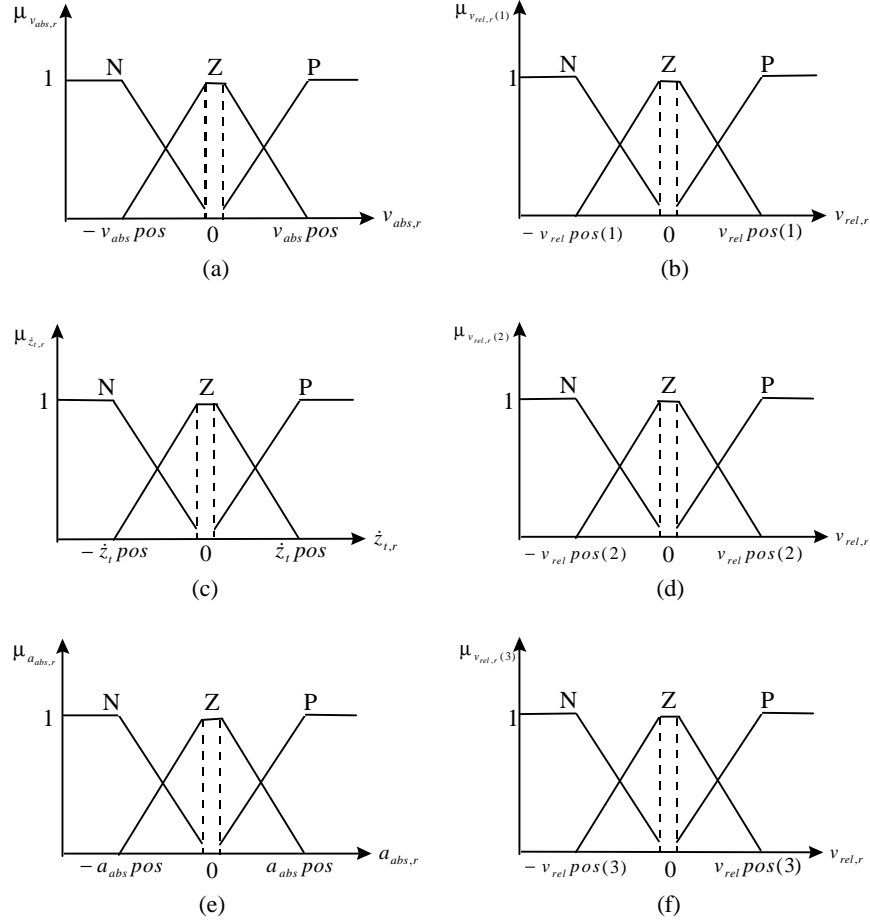 μ_{v_{abs,r}}
N Z P
1
− v_{abs} pos 0 v_{abs} pos v_{abs,r}
(a)
μ_{v_{rel,r}(1)}
N Z P
1
− v_{rel} pos(1) 0 v_{rel} pos(1) v_{rel,r}
(b)
μ_{ż_{t,r}}
N Z P
1
− ż_t pos 0 ż_t pos ż_{t,r}
(c)
μ_{v_{rel,r}(2)}
N Z P
1
− v_{rel} pos(2) 0 v_{rel} pos(2) v_{rel,r}
(d)
μ_{a_{abs,r}}
N Z P
1
− a_{abs} pos 0 a_{abs} pos a_{abs,r}
(e)
μ_{v_{rel,r}(3)}
N Z P
1
− v_{rel} pos(3) 0 v_{rel} pos(3) v_{rel,r}
(f)